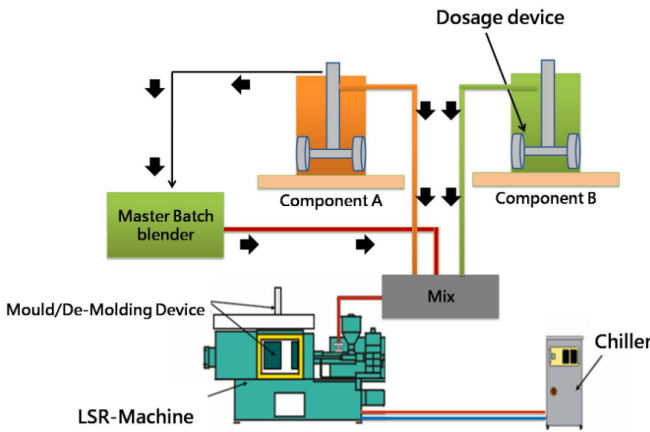 Dosage device
Component A
Component B
Master Batch
blender
Mix
Mould/De-Molding Device
Chiller
LSR-Machine